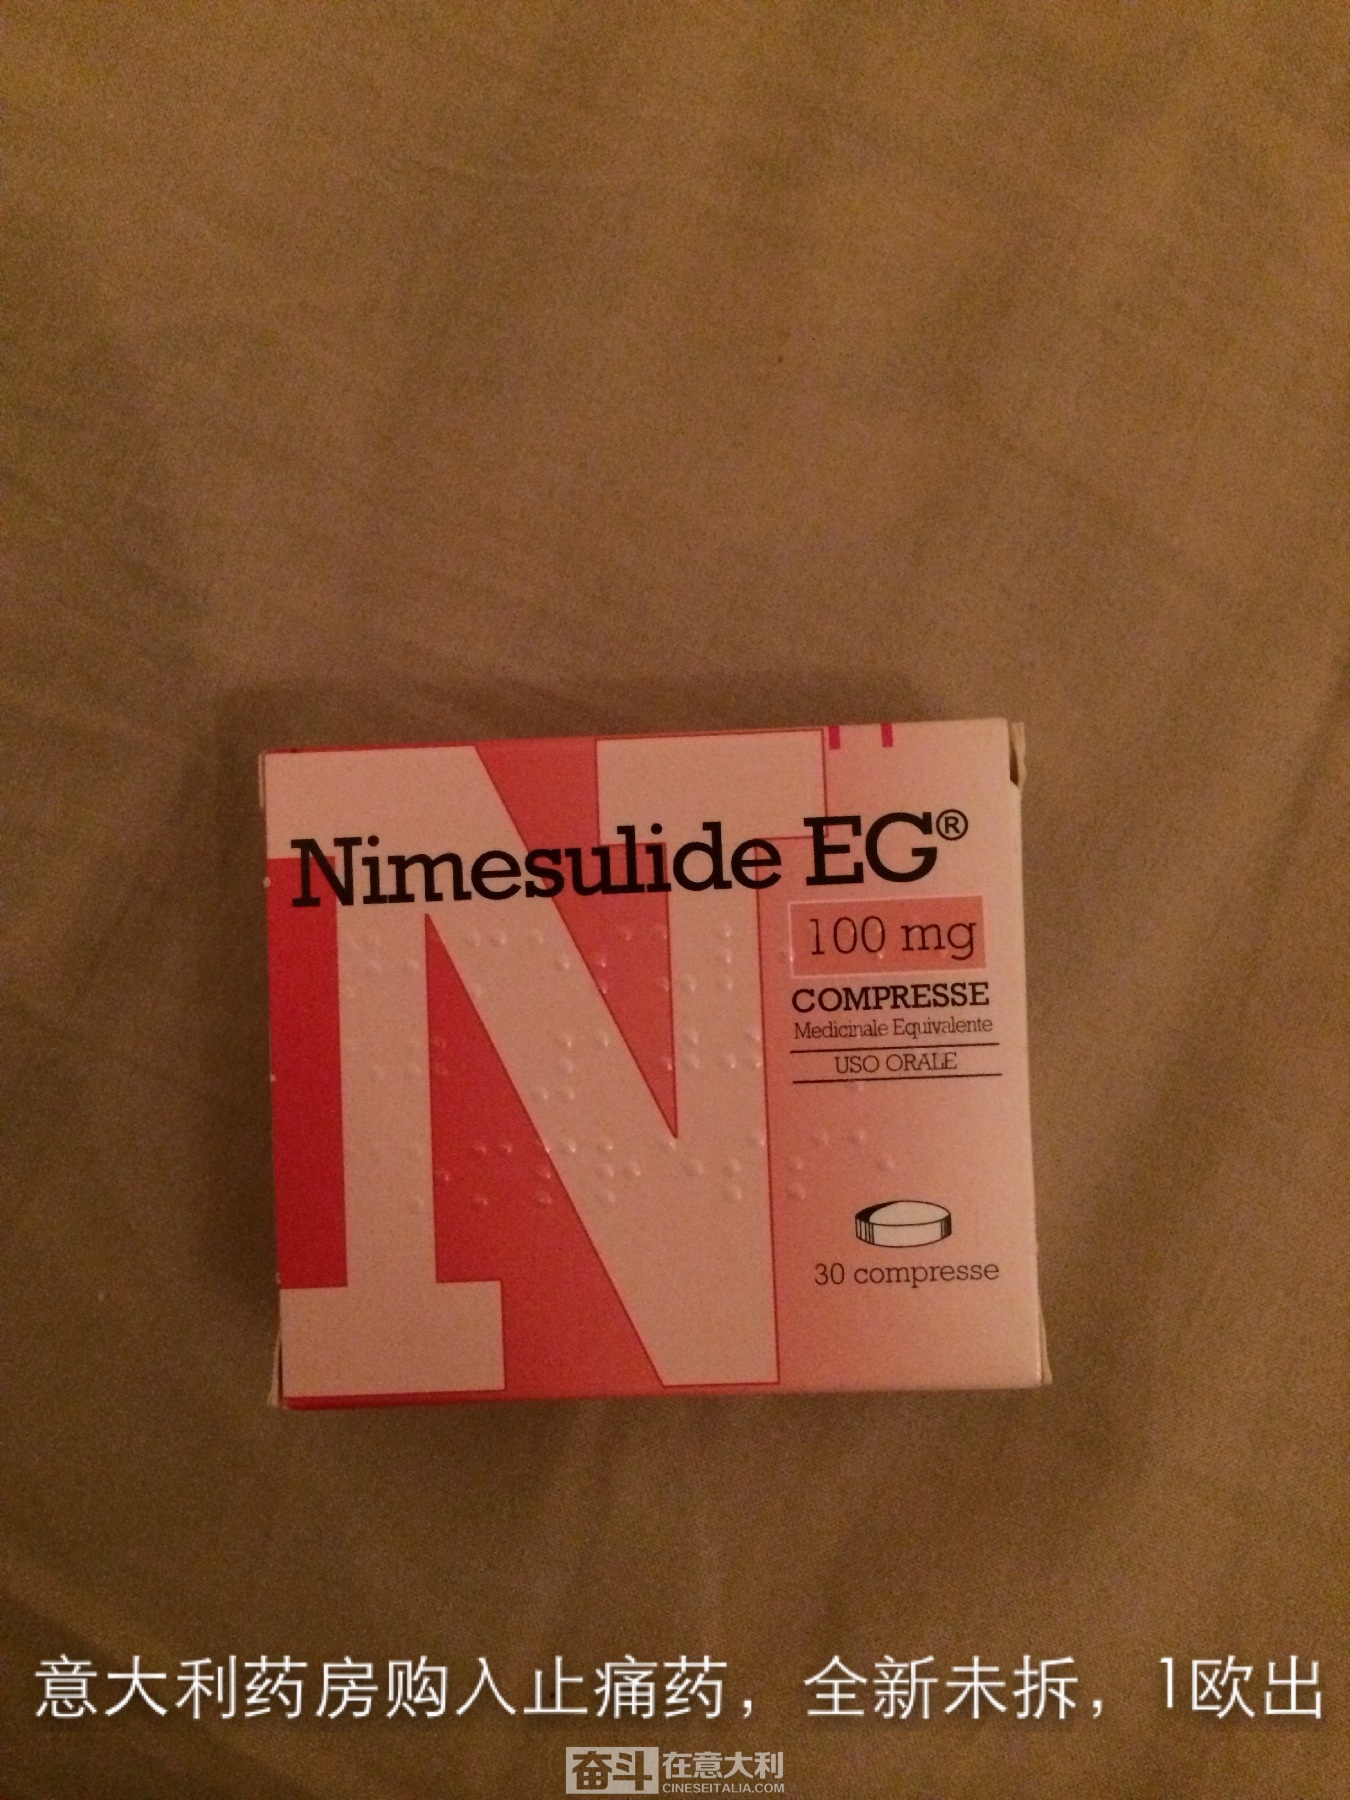 Nimesulide EG®
100 mg
COMPRESSE
Medicinale Equivalente
USO ORALE
30 compresse
意大利药房购入止痛药，全新未拆，1欧出
奋斗在意大利
CINESEITALIA.COM